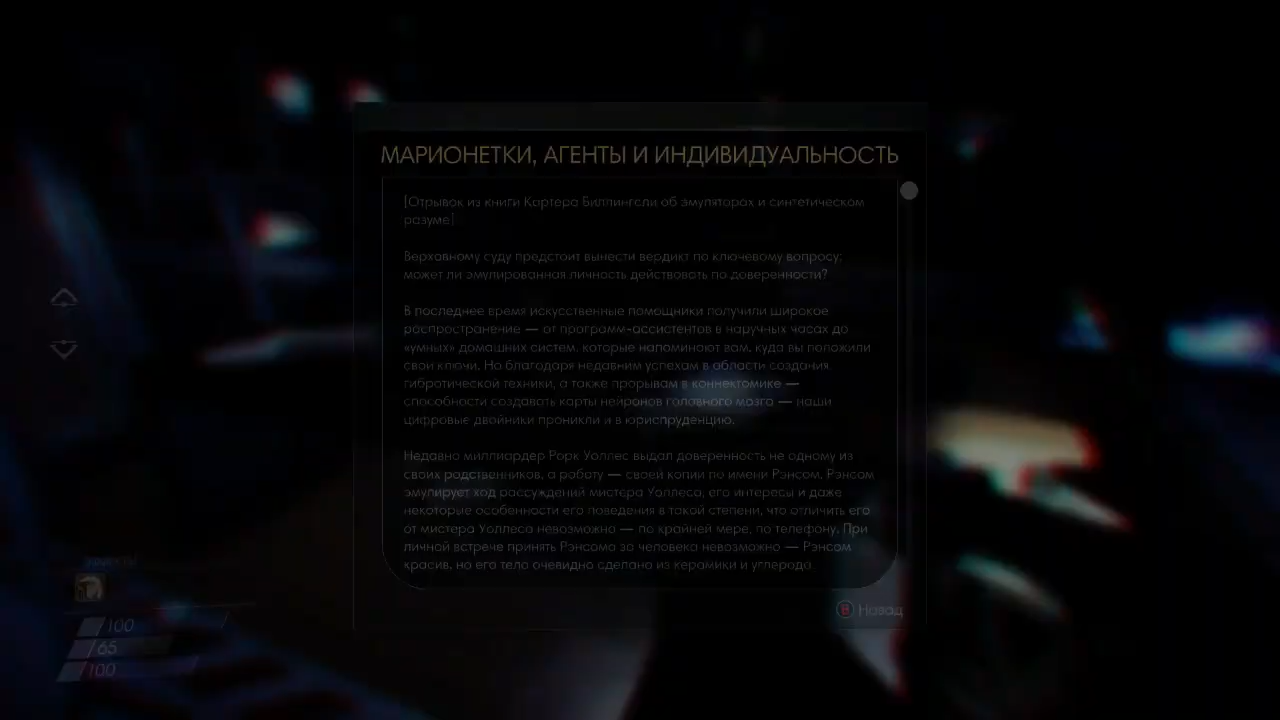 МАРИОНЕТКИ, АГЕНТЫ И ИНДИВИДУАЛЬНОСТЬ
[Отрывок из книги Картера Биллингсли об эмуляторах и синтетическом
разуме]
Верховному суду предстоит вынести вердикт по ключевому вопросу:
может ли эмулированная личность действовать по доверенности?
В последнее время искусственные помощники получили широкое
распространение — от программ-ассистентов в наручных часах до
«умных» домашних систем, которые напоминают вам, куда вы положили
свои ключи. Но благодаря недавним успехам в области создания
гибротической техники, а также прорывам в коннектомике —
способности создавать карты нейронов головного мозга — наши
цифровые двойники проникли и в юриспруденцию.
Недавно миллиардер Рорк Уоллес выдал доверенность не одному из
своих родственников, а роботу — своей копии по имени Рэнсом. Рэнсом
эмулирует ход рассуждений мистера Уоллеса, его интересы и даже
некоторые особенности его поведения в такой степени, что отличить его
от мистера Уоллеса невозможно — по крайней мере, по телефону. При
личной встрече принять Рэнсома за человека невозможно — Рэнсом
красив, но его тело очевидно сделано из керамики и углерода.
B Назад
100
65
100